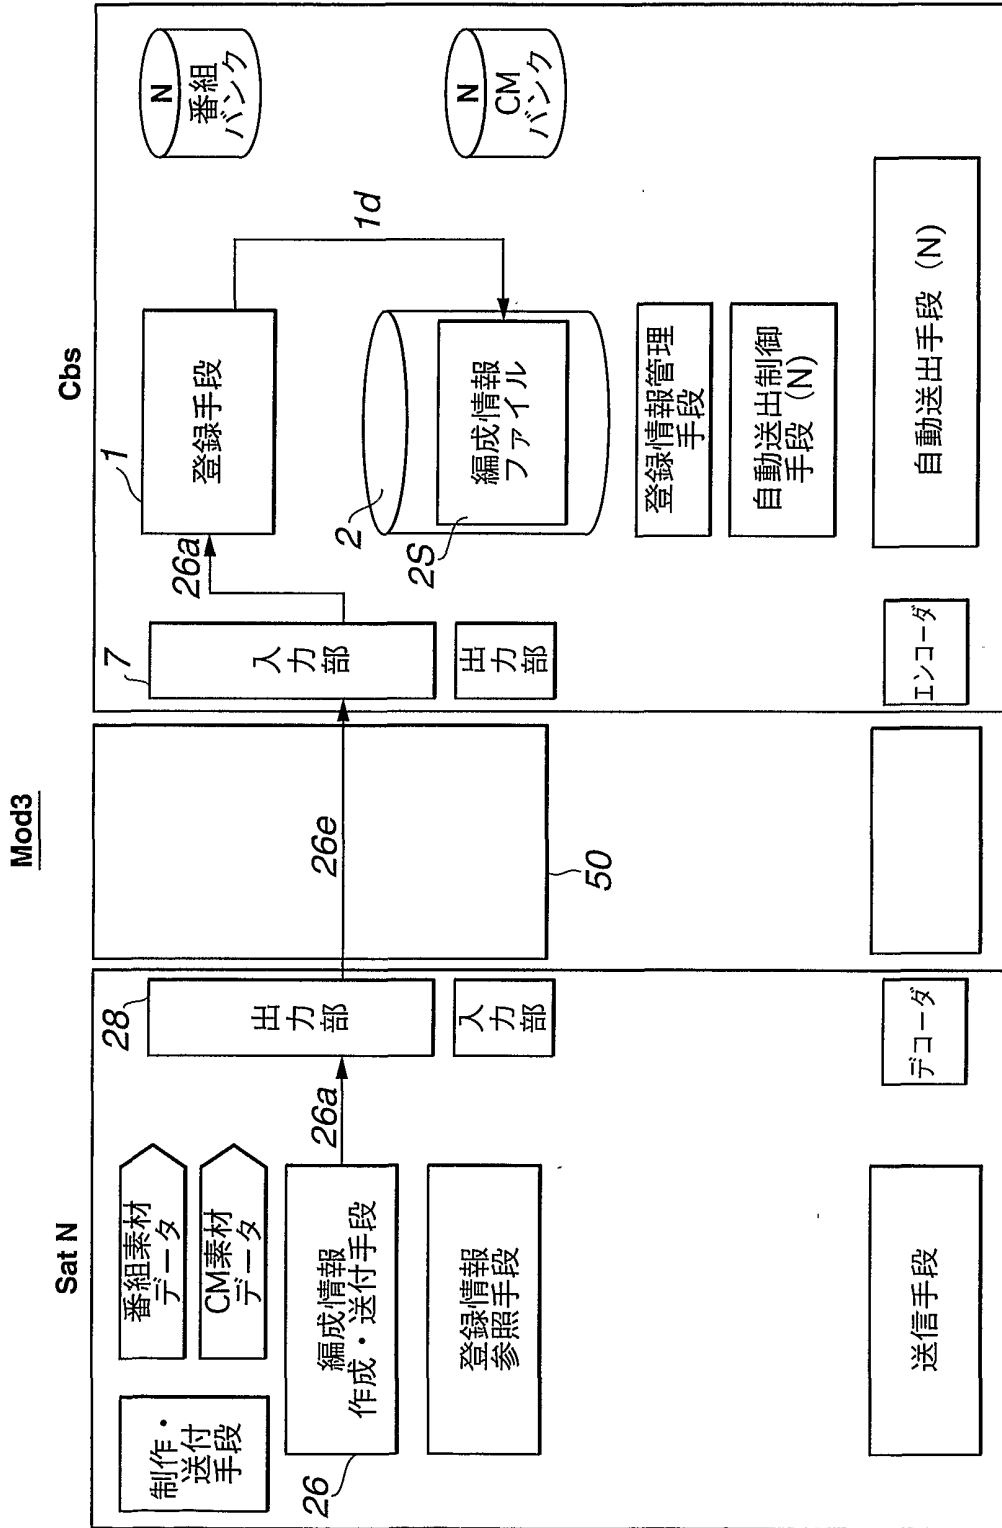 Mod3
Sat N
制作・
送付
手段
番組素材
データ
CM素材
データ
編成情報
作成・送付手段
26
26a
登録情報
参照手段
送信手段
28
出力部
入力部
デコーダ
26e
50
Cbs
7
入力部
出力部
エンコーダ
26a
1
登録手段
1d
2
2S
編成情報
ファイル
登録情報管理
手段
自動送出制御
手段(N)
自動送出手段(N)
N
番組
バンク
N
CM
バンク